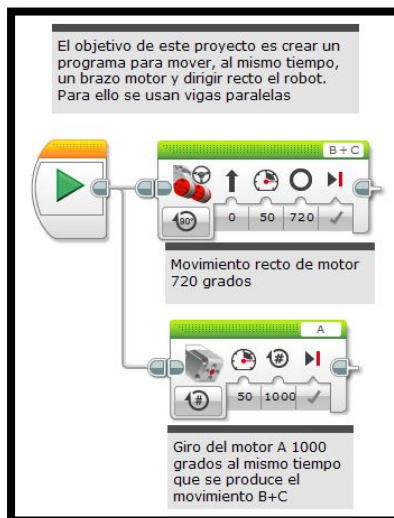 El objetivo de este proyecto es crear un
programa para mover, al mismo tiempo,
un brazo motor y dirigir recto el robot.
Para ello se usan vigas paralelas
B+C
90°
0 50 720
Movimiento recto de motor
720 grados
A
#
#
50 1000
Giro del motor A 1000
grados al mismo tiempo
que se produce el
movimiento B+C